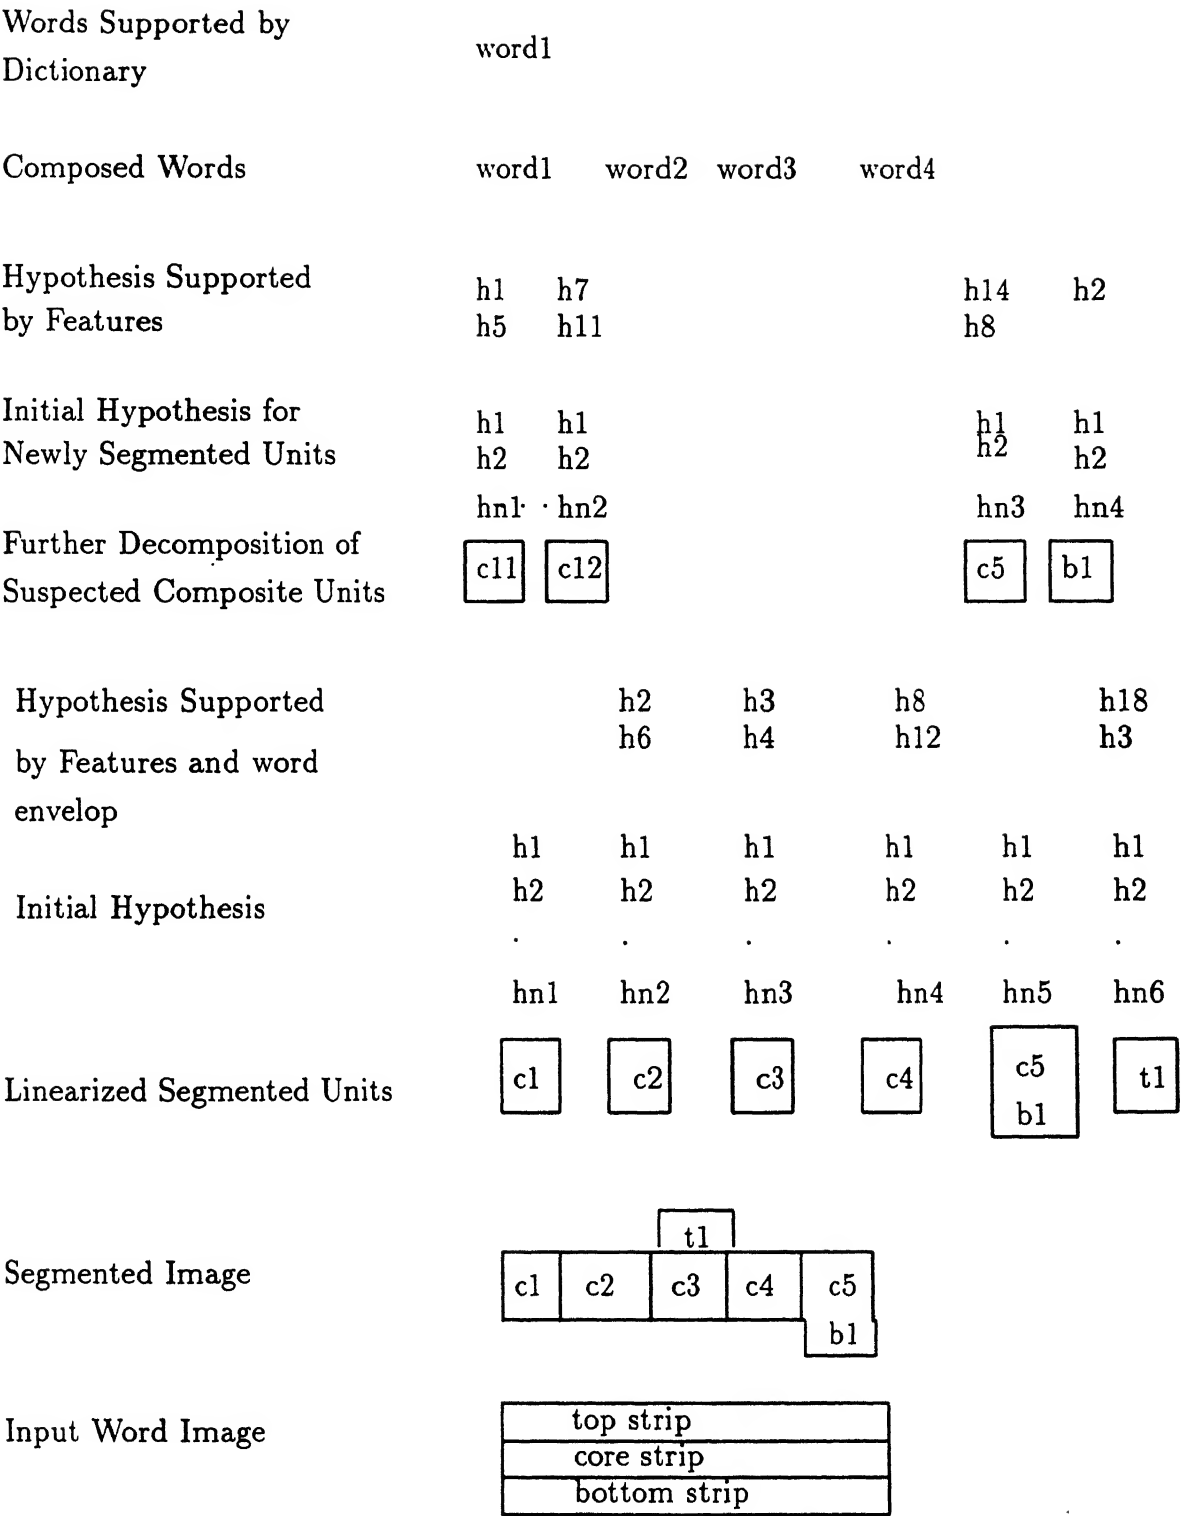 Words Supported by
Dictionary
word1
Composed Words
word1 word2 word3 word4
Hypothesis Supported
by Features
h1 h7 h14 h2
h5 h11 h8
Initial Hypothesis for
Newly Segmented Units
h1 h1 h1 h1
h2 h2 h2 h2
hn1 · · hn2 hn3 hn4
Further Decomposition of
Suspected Composite Units
c11 c12 c5 b1
Hypothesis Supported
by Features and word
envelop
h2 h3 h8 h18
h6 h4 h12 h3
Initial Hypothesis
h1 h1 h1 h1 h1 h1
h2 h2 h2 h2 h2 h2
. . . . . .
hn1 hn2 hn3 hn4 hn5 hn6
Linearized Segmented Units
c1 c2 c3 c4 c5 t1
b1
Segmented Image
t1
c1 c2 c3 c4 c5
b1
Input Word Image
top strip
core strip
bottom strip